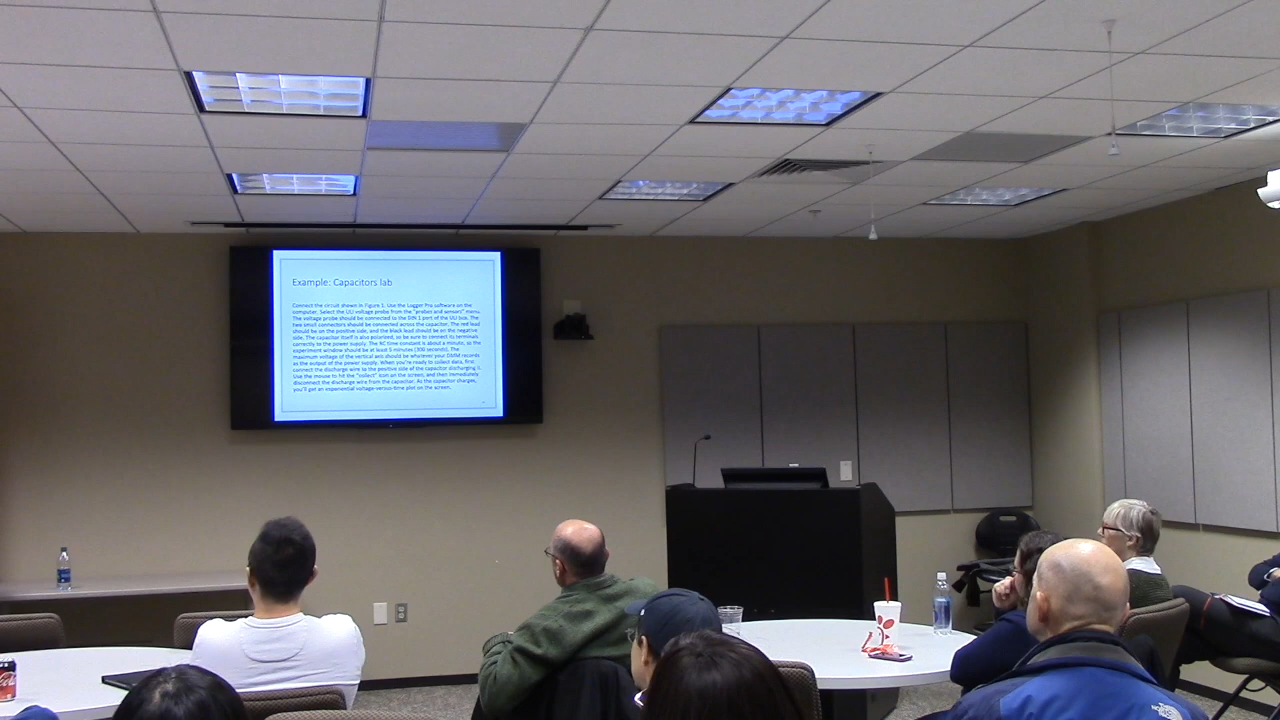 Example: Capacitors lab
Connect the circuit shown in Figure 1. Use the Logger Pro software on the
computer. Select the ULI voltage probe from the "probes and sensors" menu.
The voltage probe should be connected to the DIN 1 port of the ULI box. The
two small connectors should be connected across the capacitor. The red lead
should be on the positive side, and the black lead should be on the negative
side. The capacitor itself is also polarized, so be sure to connect its terminals
correctly to the power supply. The RC time constant is about a minute, so the
experiment window should be at least 5 minutes (300 seconds). The
maximum voltage of the vertical axis should be whatever your DMM records
as the output of the power supply. When you're ready to collect data, first
connect the discharge wire to the positive side of the capacitor discharging it.
Use the mouse to hit the "collect" icon on the screen, and then immediately
disconnect the discharge wire from the capacitor. As the capacitor charges,
you'll get an exponential voltage-versus-time plot on the screen.